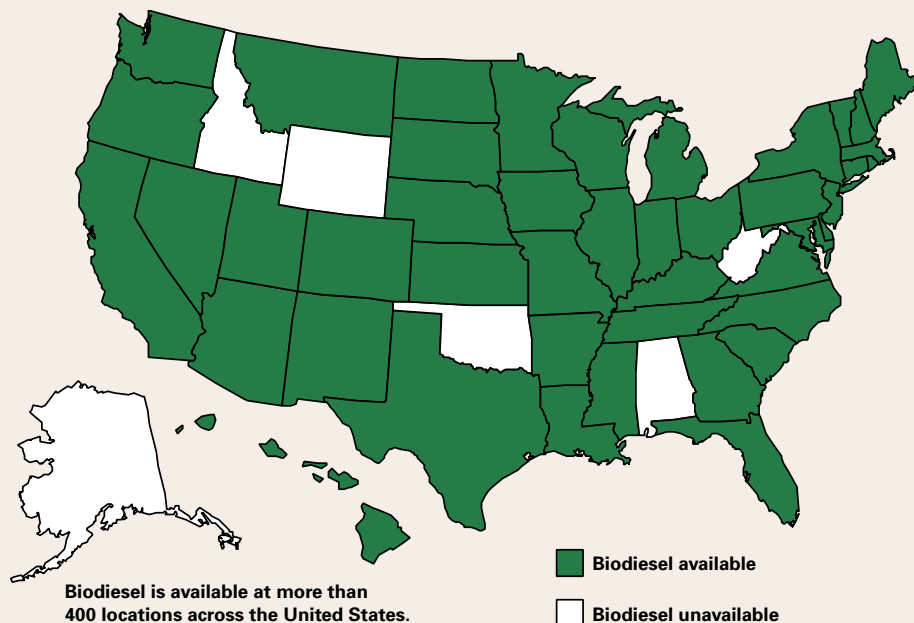 Biodiesel is available at more than
400 locations across the United States.
Biodiesel available
Biodiesel unavailable